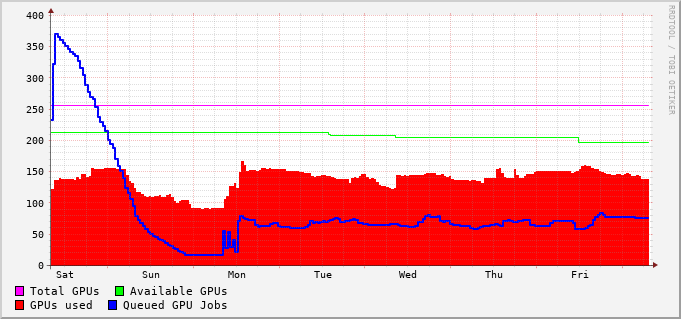 400
350
300
250
200
150
100
50
0
Sat Sun Mon Tue Wed Thu Fri
Total GPUs Available GPUs
GPUs used Queued GPU Jobs
RRDTOOL / TOBI OETIKER